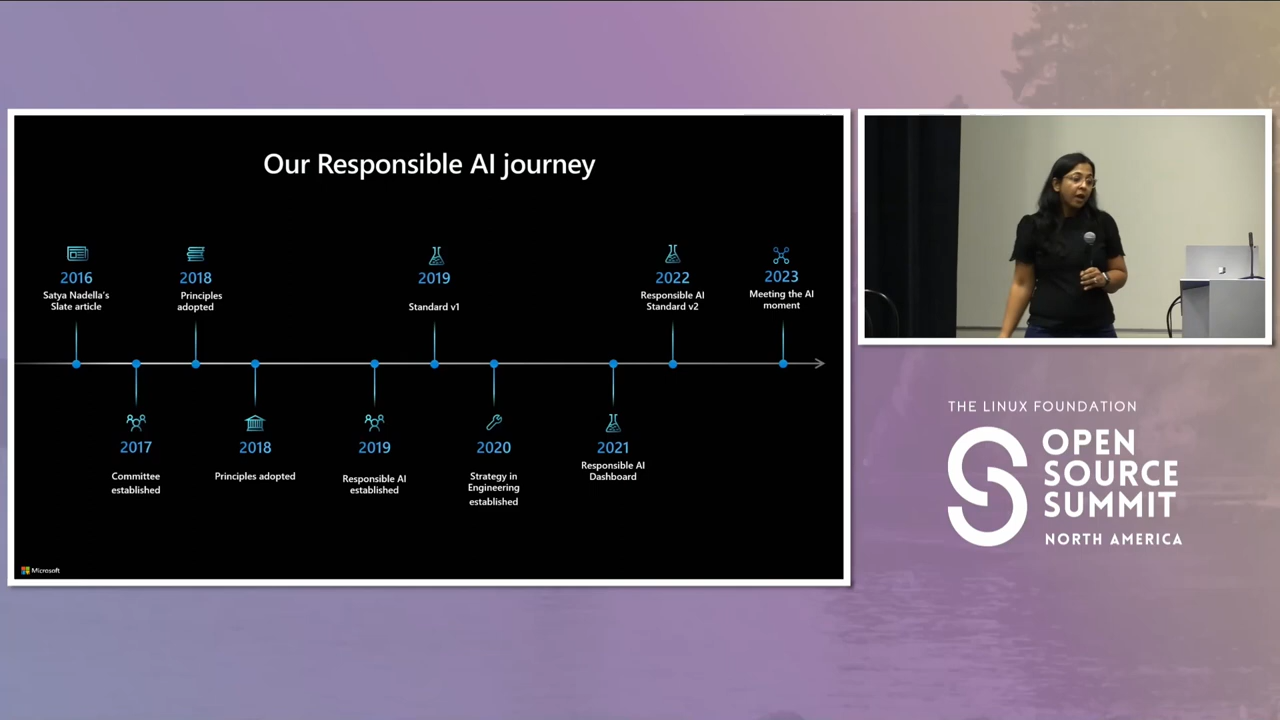 Our Responsible AI journey
2016
Satya Nadella's
Slate article
2018
Principles
adopted
2019
Standard v1
2022
Responsible AI
Standard v2
2023
Meeting the AI
moment
2017
Committee
established
2018
Principles adopted
2019
Responsible AI
established
2020
Strategy in
Engineering
established
2021
Responsible AI
Dashboard
Microsoft
THE LINUX FOUNDATION
OPEN
SOURCE
SUMMIT
NORTH AMERICA